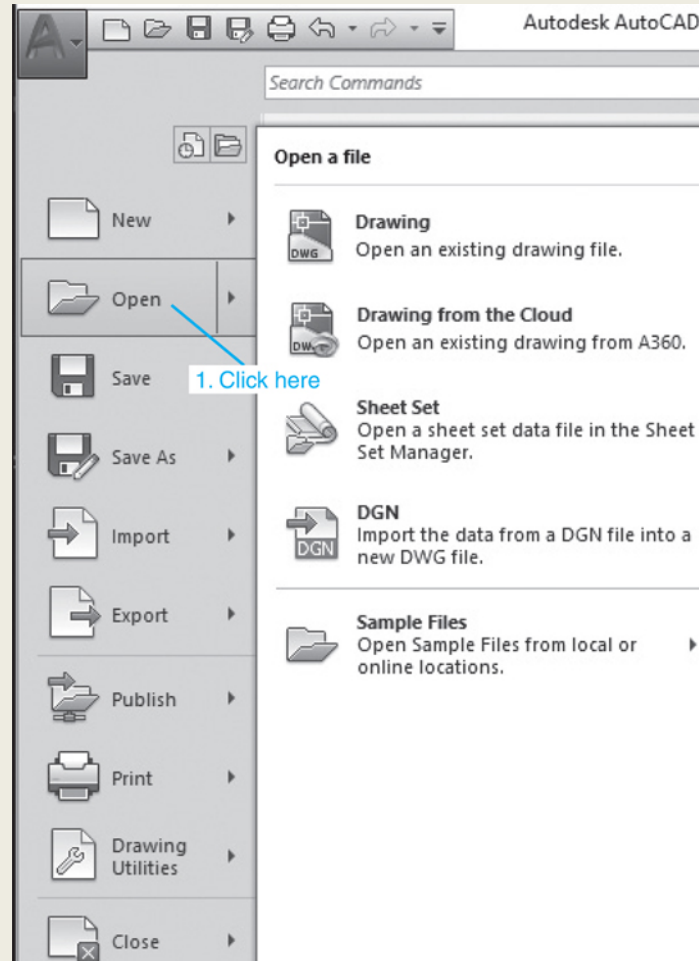 Autodesk AutoCAD
Search Commands
Open a file
New
Open
1. Click here
Save
Save As
Import
Export
Publish
Print
Drawing
Utilities
Close
Drawing
DWG
Open an existing drawing file.
Drawing from the Cloud
DW
Open an existing drawing from A360.
Sheet Set
Open a sheet set data file in the Sheet
Set Manager.
DGN
DGN
Import the data from a DGN file into a
new DWG file.
Sample Files
Open Sample Files from local or
online locations.